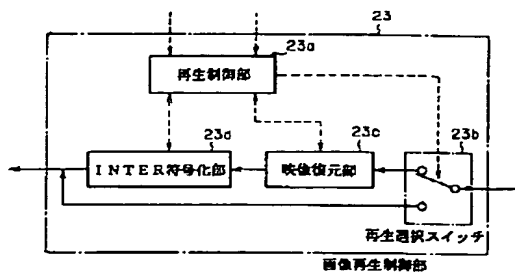 23
23a
再生制御部
23d
23c
23b
INTER符号化部
映像復元部
再生選択スイッチ
画像再生制御部